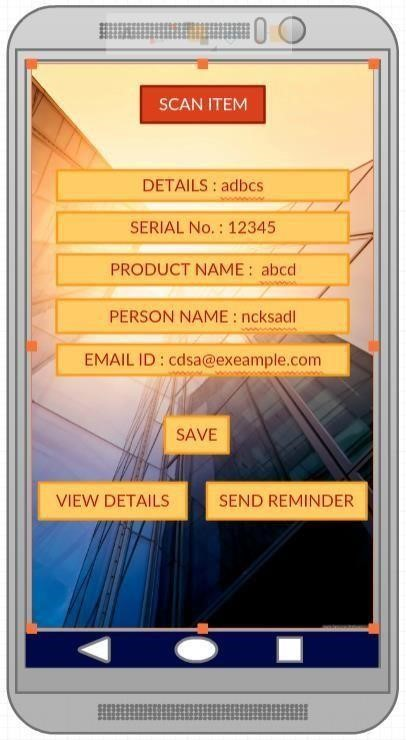 SCAN ITEM
DETAILS : adbcs
SERIAL No. : 12345
PRODUCT NAME : abcd
PERSON NAME : ncksadl
EMAIL ID : cdsa@exeample.com
SAVE
VIEW DETAILS
SEND REMINDER